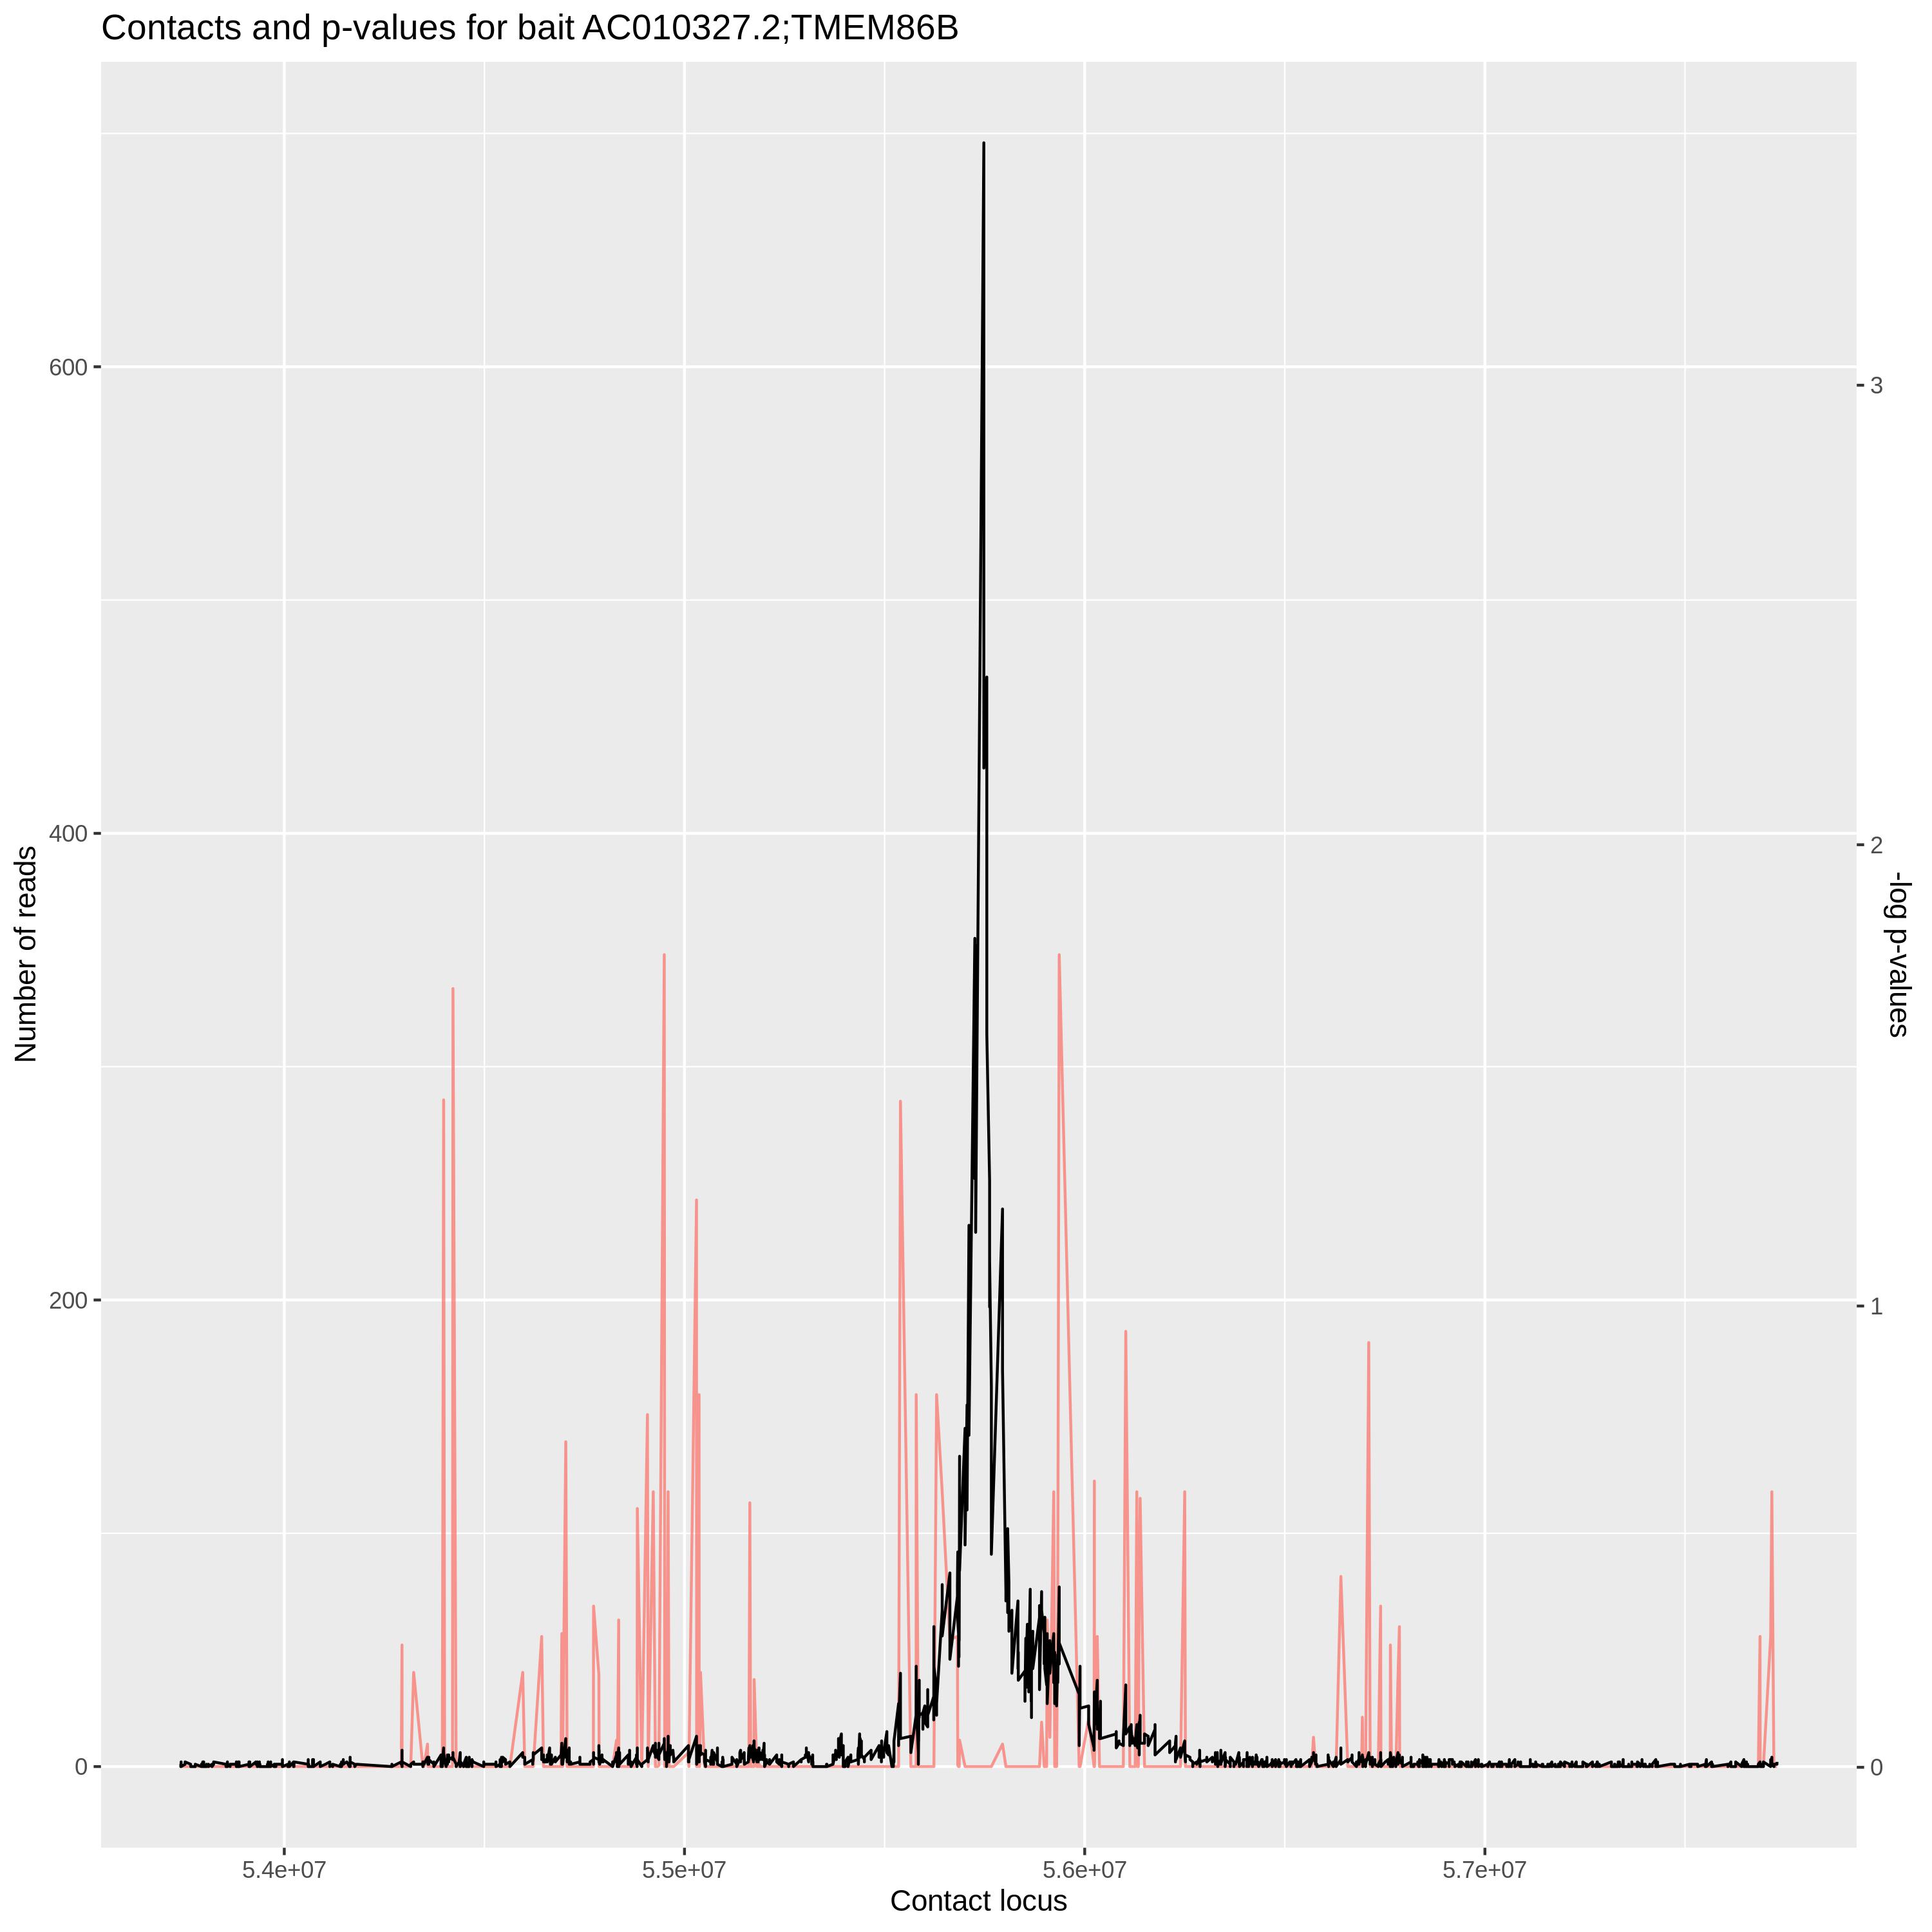 Contacts and p-values for bait AC010327.2;TMEM86B
600
400
200
0
3
2
1
0
Number of reads
-log p-values
5.4e+07
5.5e+07
5.6e+07
5.7e+07
Contact locus